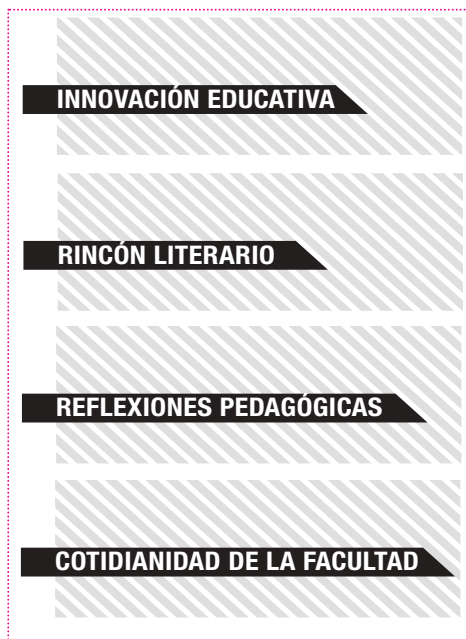 INNOVACIÓN EDUCATIVA
RINCÓN LITERARIO
REFLEXIONES PEDAGÓGICAS
COTIDIANIDAD DE LA FACULTAD